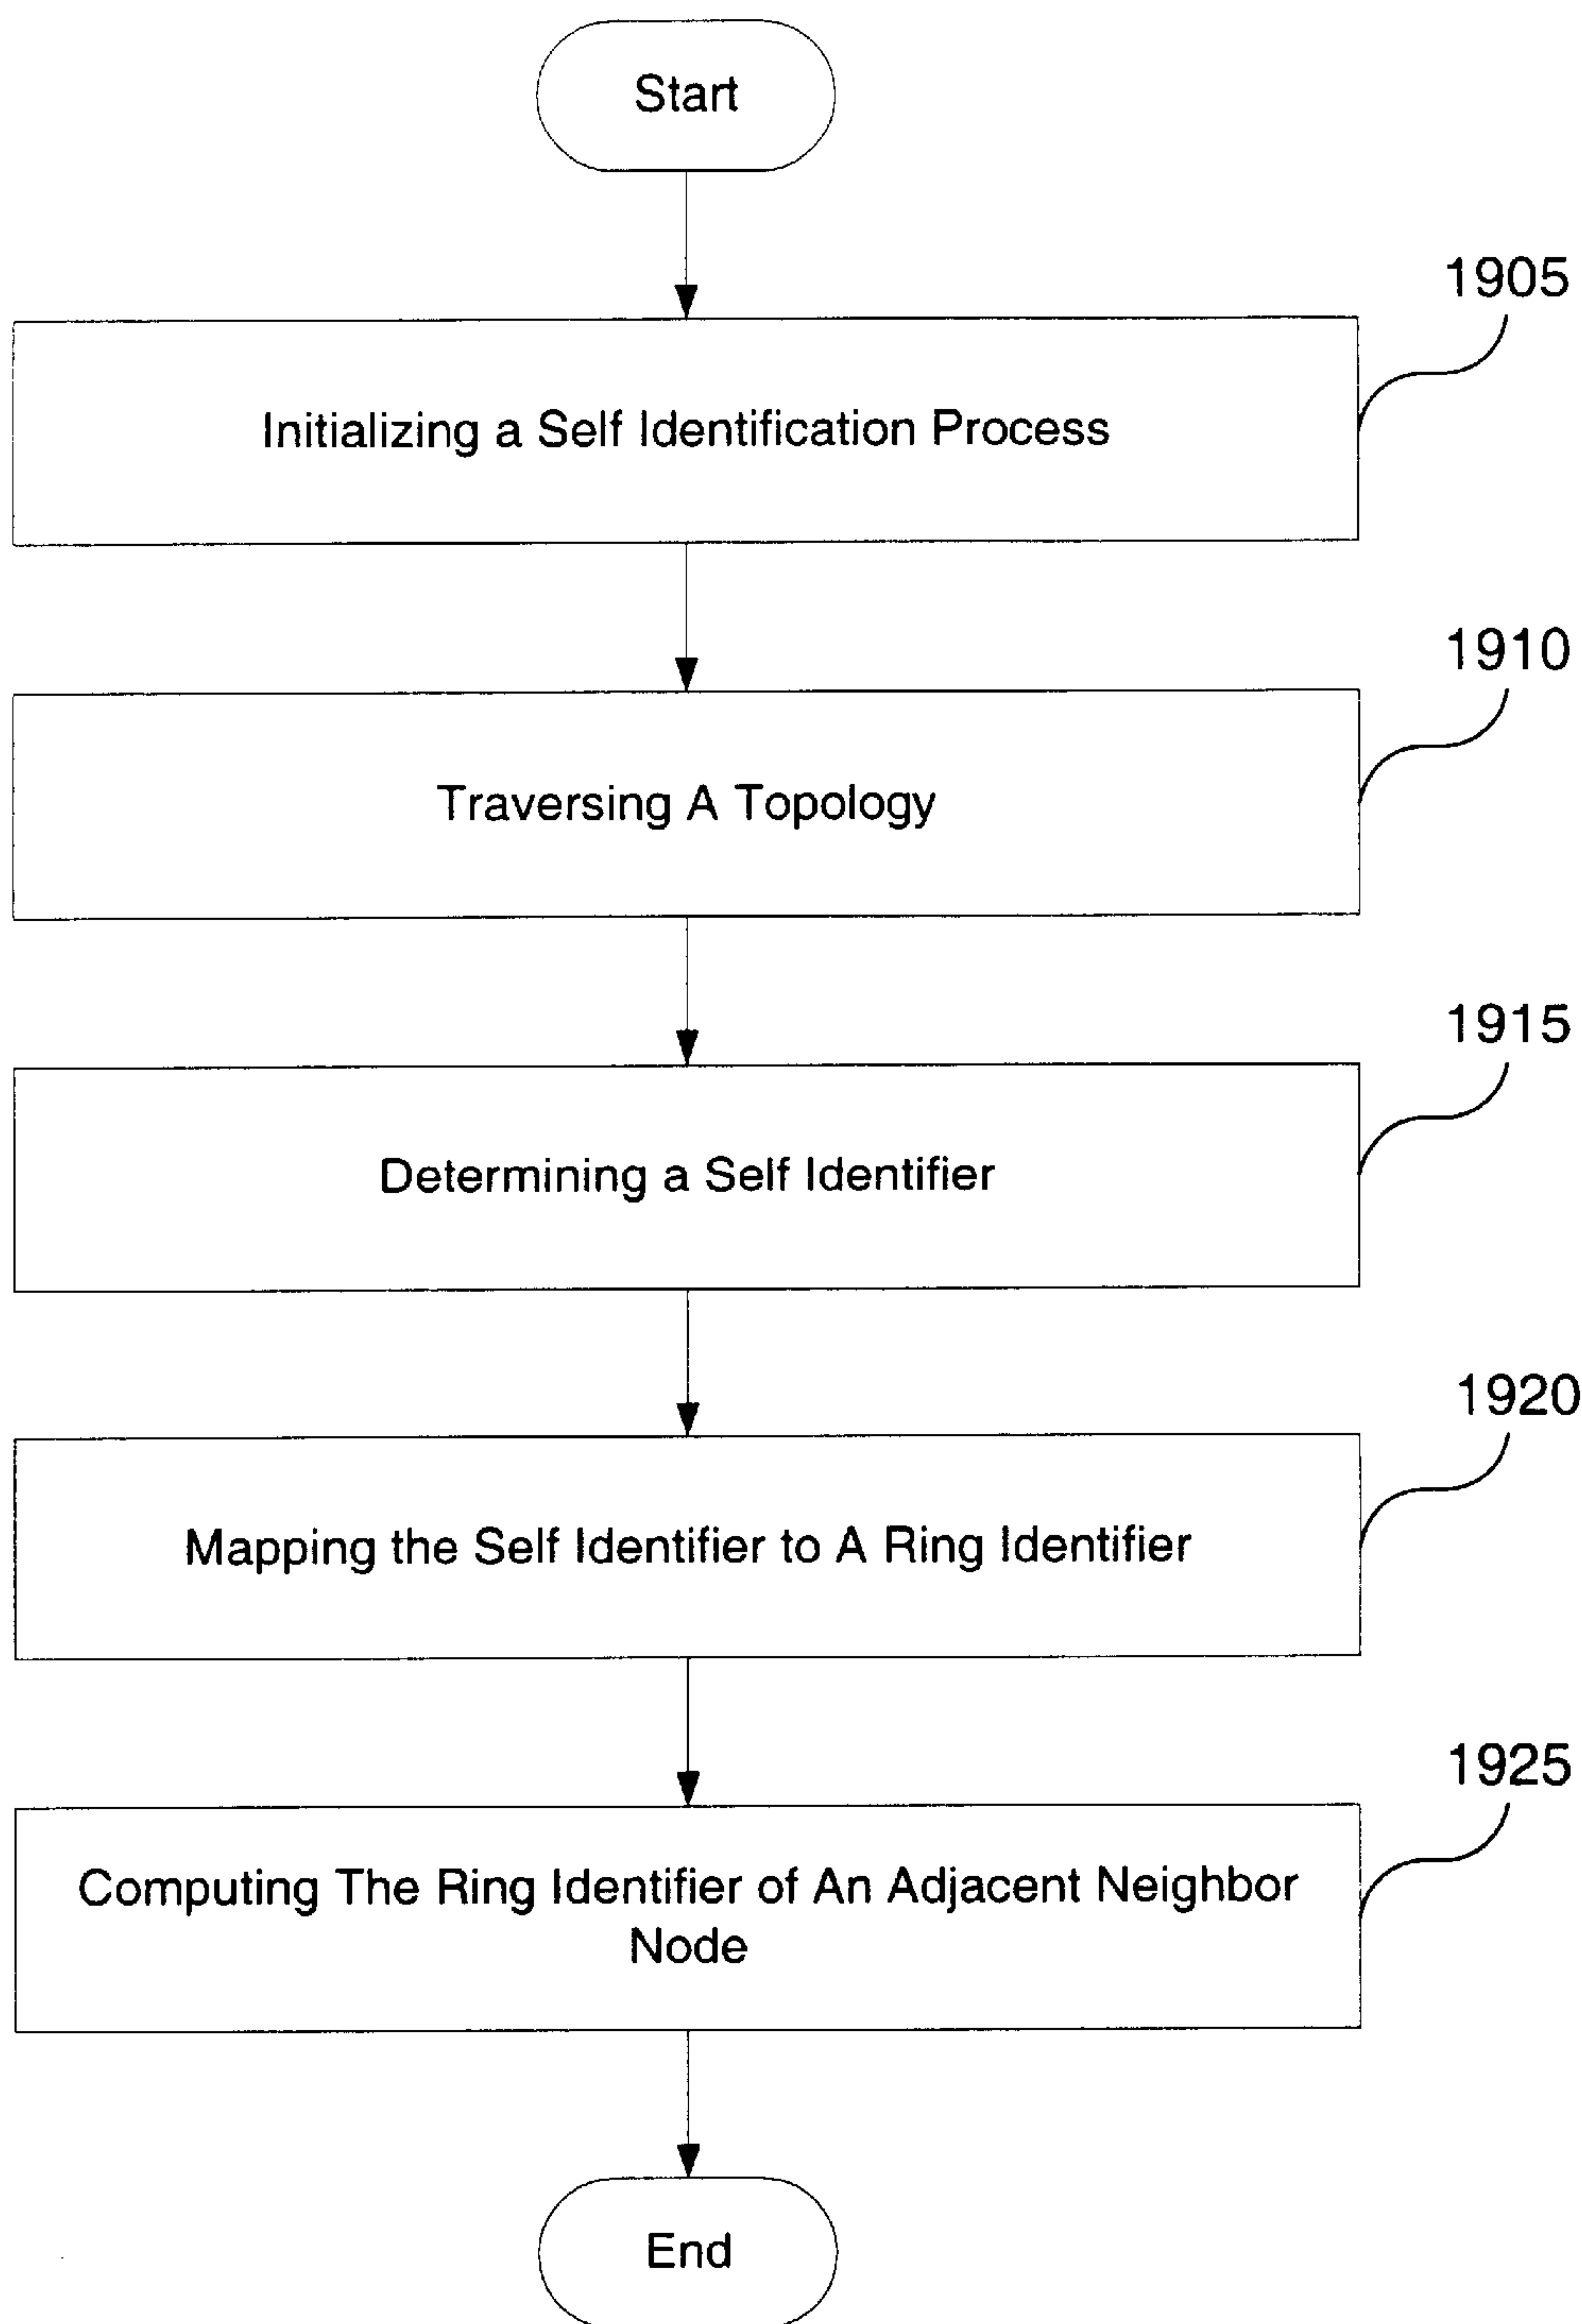 Start
1905
Initializing a Self Identification Process
1910
Traversing A Topology
1915
Determining a Self Identifier
1920
Mapping the Self Identifier to A Ring Identifier
1925
Computing The Ring Identifier of An Adjacent Neighbor
Node
End